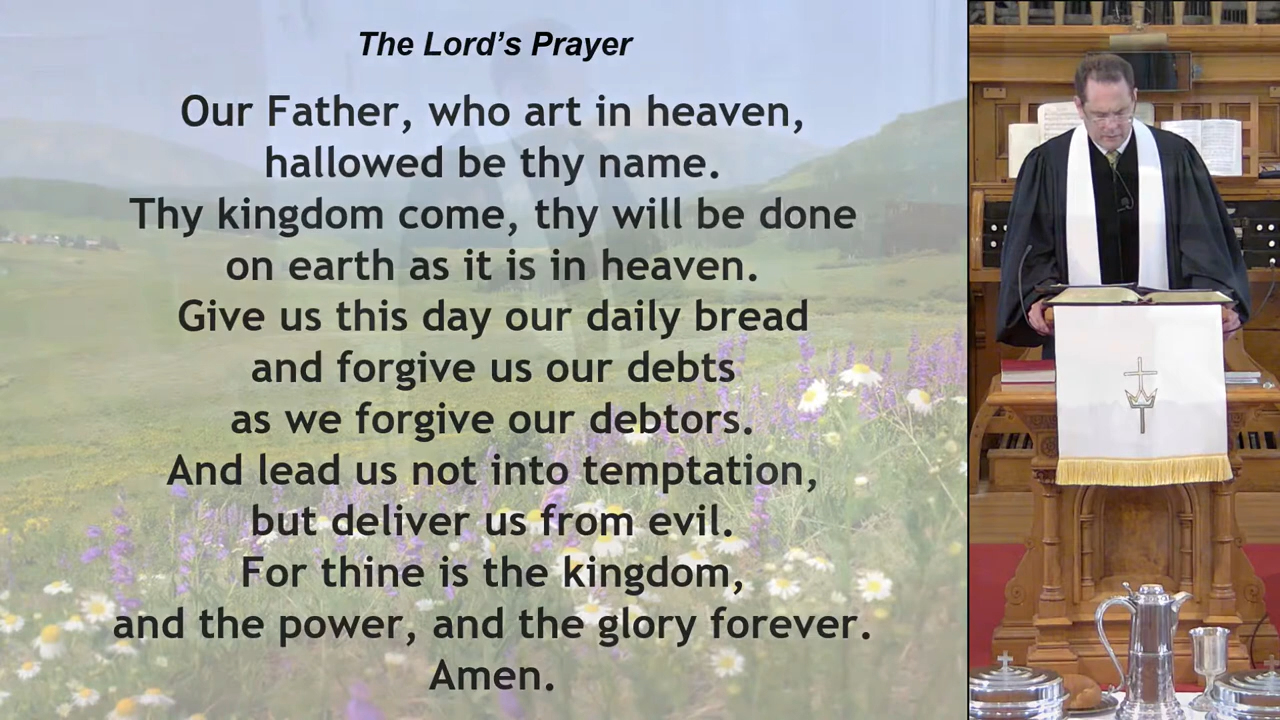 The Lord's Prayer
Our Father, who art in heaven,
hallowed be thy name.
Thy kingdom come, thy will be done
on earth as it is in heaven.
Give us this day our daily bread
and forgive us our debts
as we forgive our debtors.
And lead us not into temptation,
but deliver us from evil.
For thine is the kingdom,
and the power, and the glory forever.
Amen.